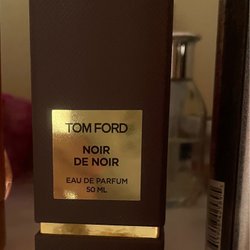 TOM FORD
NOIR
DE NOIR
EAU DE PARFUM
50 ML